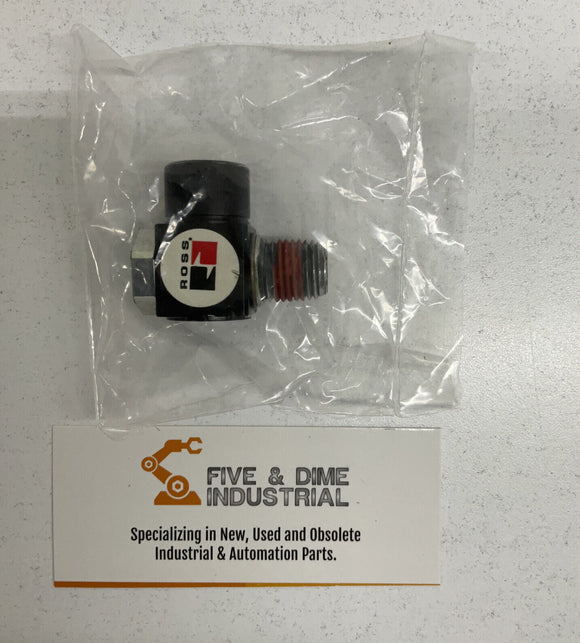 ROSS.
FIVE & DIME
INDUSTRIAL
Specializing in New, Used and Obsolete
Industrial & Automation Parts.